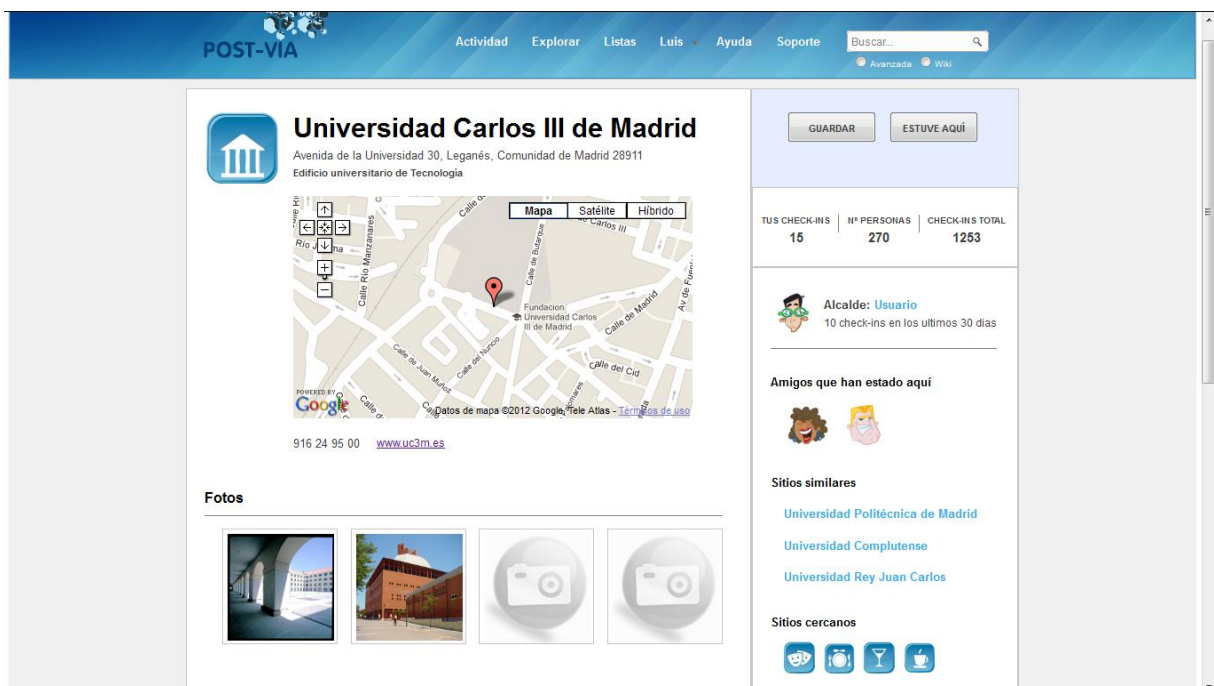 POST-VIA
Actividad Explorar Listas Luis Ayuda Soporte Buscar...
Avanzada Wiki
Universidad Carlos III de Madrid
Avenida de la Universidad 30, Leganés, Comunidad de Madrid 28911
Edificio universitario de Tecnología
Mapa Satélite Híbrido
Calle Río Manzanares
Calle de Butarque
Fundacion
Universidad Carlos
III de Madrid
Calle de Madrid
Calle de Juan Muñoz
Calle del Nuncio
Calle del Cid
POWERED BY
Google
Datos de mapa ©2012 Google, Tele Atlas - Términos de uso
916 24 95 00 www.uc3m.es
Fotos
GUARDAR ESTUVE AQUÍ
TUS CHECK-INS Nº PERSONAS CHECK-INS TOTAL
15 270 1253
Alcalde: Usuario
10 check-ins en los ultimos 30 dias
Amigos que han estado aquí
Sitios similares
Universidad Politécnica de Madrid
Universidad Complutense
Universidad Rey Juan Carlos
Sitios cercanos